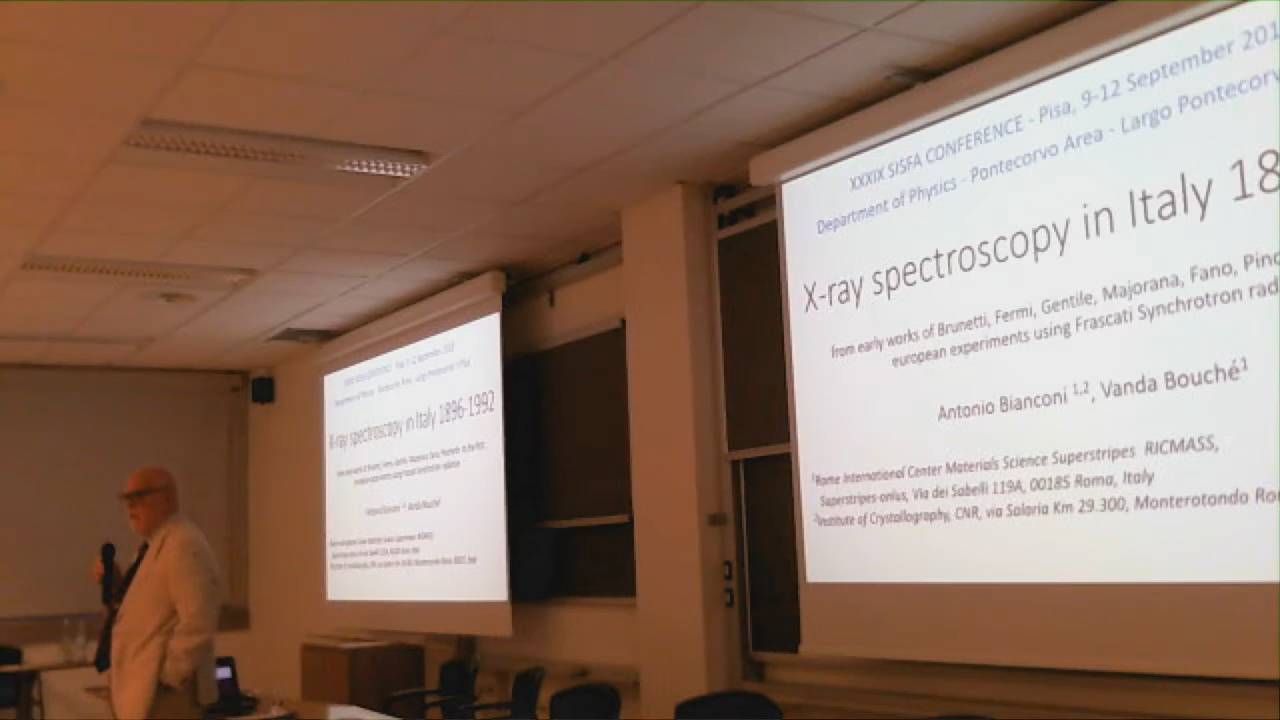 X-ray spectroscopy in Italy 1896-1992
XXXIX SISFA CONFERENCE - Pisa, 9-12 September 201
Department of Physics - Pontecorvo Area - Largo Pontecorv
X-ray spectroscopy in Italy 18
from early works of Brunetti, Fermi, Gentile, Majorana, Fano, Pinc
european experiments using Frascati Synchrotron rad
Antonio Bianconi 1,2, Vanda Bouché1
1Rome International Center Materials Science Superstripes RICMASS,
Superstripes-onlus, Via dei Sabelli 119A, 00185 Roma, Italy
2Institute of Crystallography, CNR, via Salaria Km 29.300, Monterotondo Ro